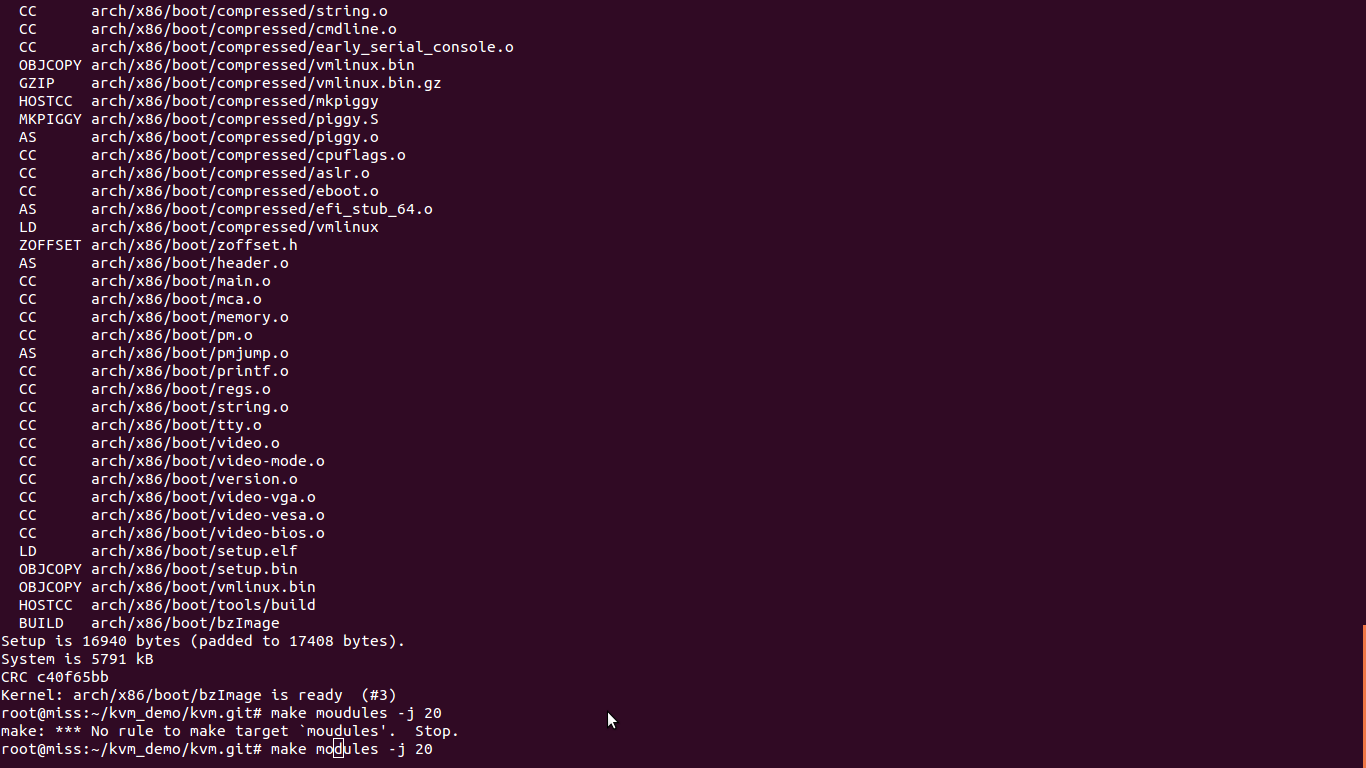 CC      arch/x86/boot/compressed/string.o
CC      arch/x86/boot/compressed/cmdline.o
CC      arch/x86/boot/compressed/early_serial_console.o
OBJCOPY arch/x86/boot/compressed/vmlinux.bin
GZIP    arch/x86/boot/compressed/vmlinux.bin.gz
HOSTCC  arch/x86/boot/compressed/mkpiggy
MKPIGGY arch/x86/boot/compressed/piggy.S
AS      arch/x86/boot/compressed/piggy.o
CC      arch/x86/boot/compressed/cpuflags.o
CC      arch/x86/boot/compressed/aslr.o
CC      arch/x86/boot/compressed/eboot.o
AS      arch/x86/boot/compressed/efi_stub_64.o
LD      arch/x86/boot/compressed/vmlinux
ZOFFSET arch/x86/boot/zoffset.h
AS      arch/x86/boot/header.o
CC      arch/x86/boot/main.o
CC      arch/x86/boot/mca.o
CC      arch/x86/boot/memory.o
CC      arch/x86/boot/pm.o
AS      arch/x86/boot/pmjump.o
CC      arch/x86/boot/printf.o
CC      arch/x86/boot/regs.o
CC      arch/x86/boot/string.o
CC      arch/x86/boot/tty.o
CC      arch/x86/boot/video.o
CC      arch/x86/boot/video-mode.o
CC      arch/x86/boot/version.o
CC      arch/x86/boot/video-vga.o
CC      arch/x86/boot/video-vesa.o
CC      arch/x86/boot/video-bios.o
LD      arch/x86/boot/setup.elf
OBJCOPY arch/x86/boot/setup.bin
OBJCOPY arch/x86/boot/vmlinux.bin
HOSTCC  arch/x86/boot/tools/build
BUILD   arch/x86/boot/bzImage
Setup is 16940 bytes (padded to 17408 bytes).
System is 5791 kB
CRC c40f65bb
Kernel: arch/x86/boot/bzImage is ready  (#3)
root@miss:~/kvm_demo/kvm.git# make moudules -j 20
make: *** No rule to make target `moudules'.  Stop.
root@miss:~/kvm_demo/kvm.git# make modules -j 20